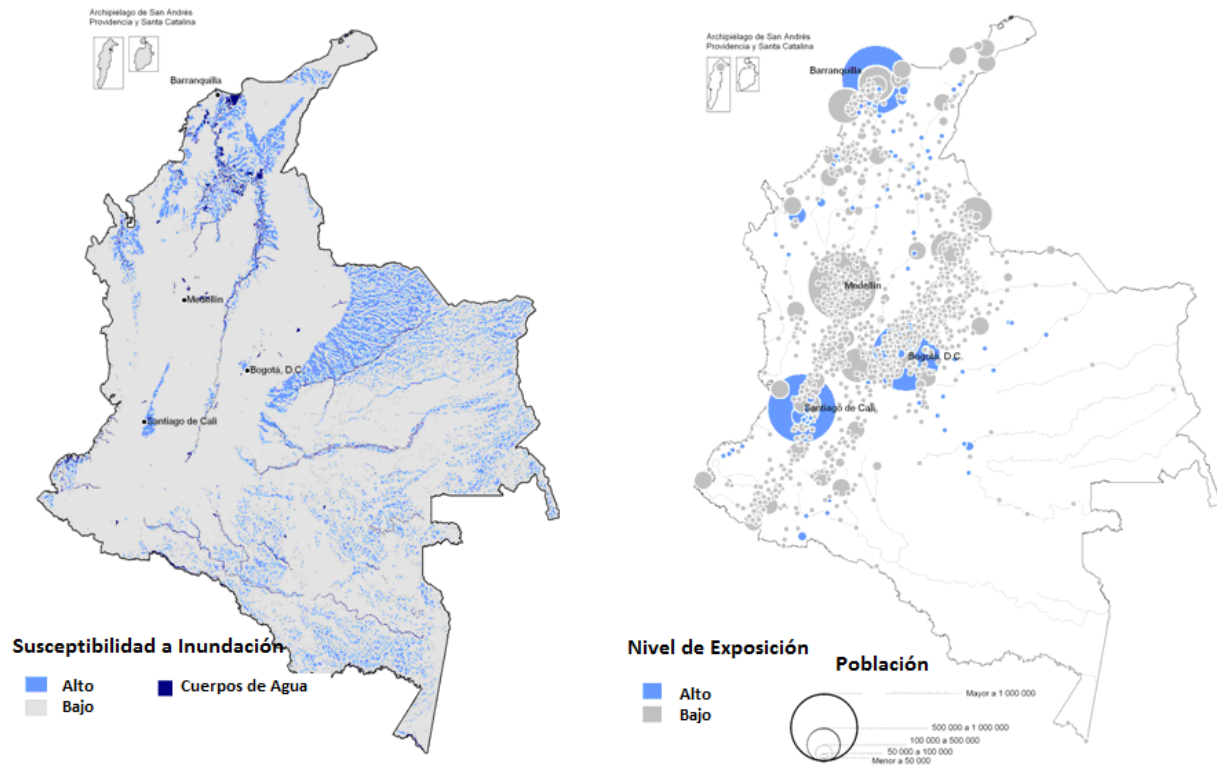 Archipiélago de San Andrés
Providencia y Santa Catalina
Barranquilla
Medellín
Bogotá, D.C.
Santiago de Cali
Susceptibilidad a Inundación
Alto
Cuerpos de Agua
Bajo
Archipiélago de San Andrés
Providencia y Santa Catalina
Barranquilla
Medellín
Bogotá, D.C.
Santiago de Cali
Nivel de Exposición
Alto
Bajo
Población
Mayor a 1 000 000
500 000 a 1 000 000
100 000 a 500 000
50 000 a 100 000
Menor a 50 000